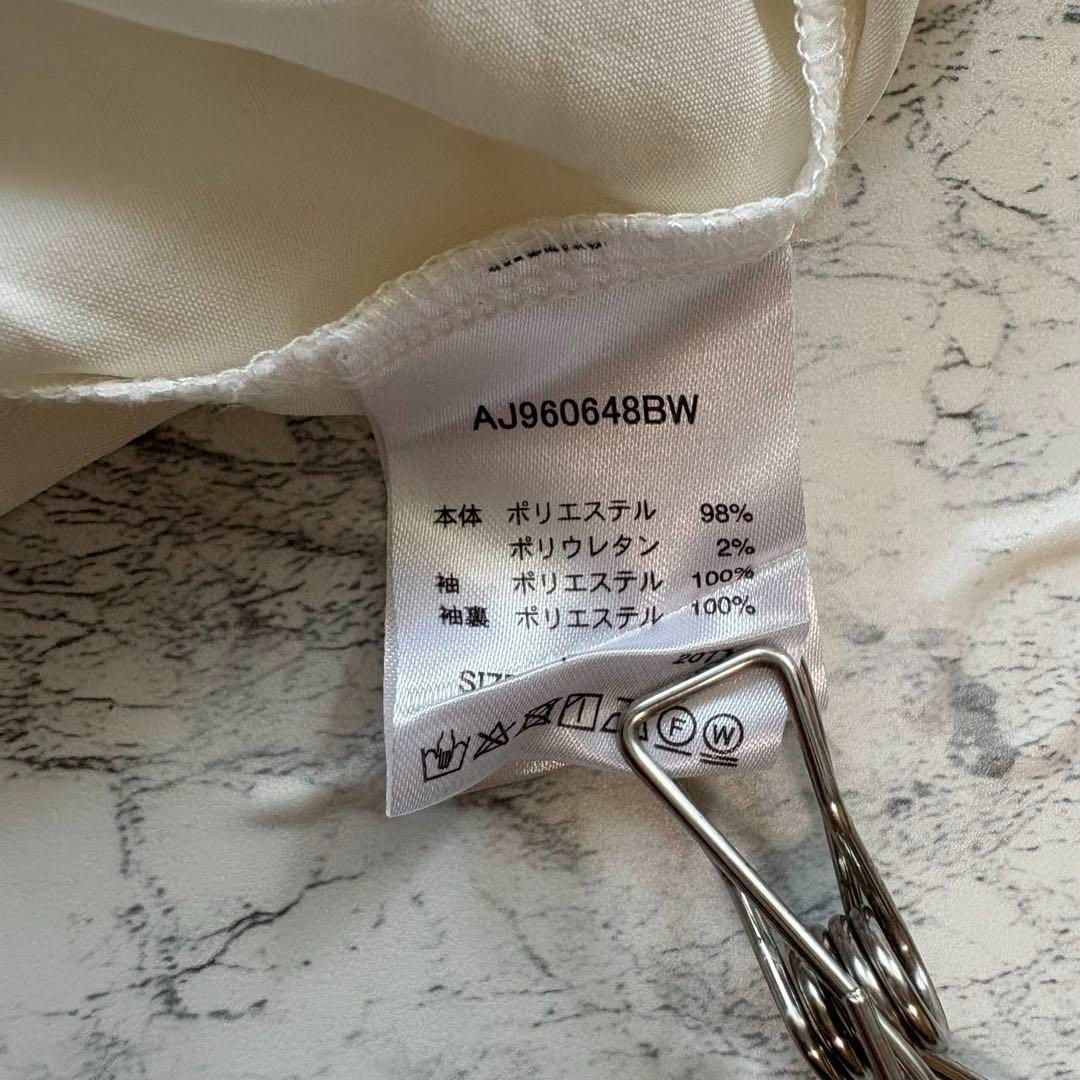 AJ960648BW
本体 ポリエステル 98%
ポリウレタン 2%
袖 ポリエステル 100%
袖裏 ポリエステル 100%
F W